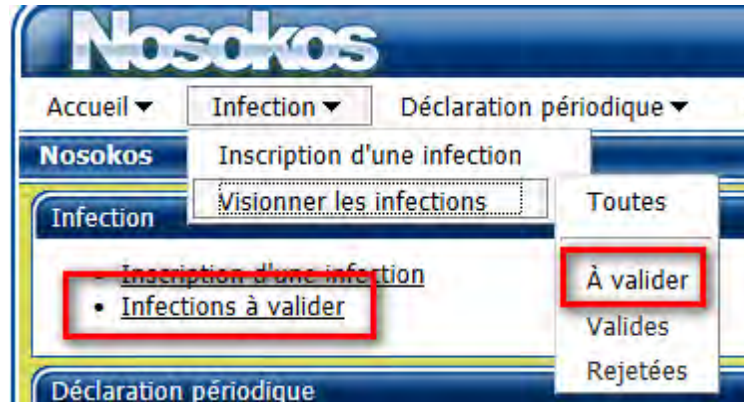 Nosokos
Accueil ▼ Infection ▼ Déclaration périodique ▼
Nosokos
Inscription d'une infection
Visionner les infections
Toutes
À valider
Valides
Rejetées
Infection
• Inscription d'une infection
• Infections à valider
Déclaration périodique